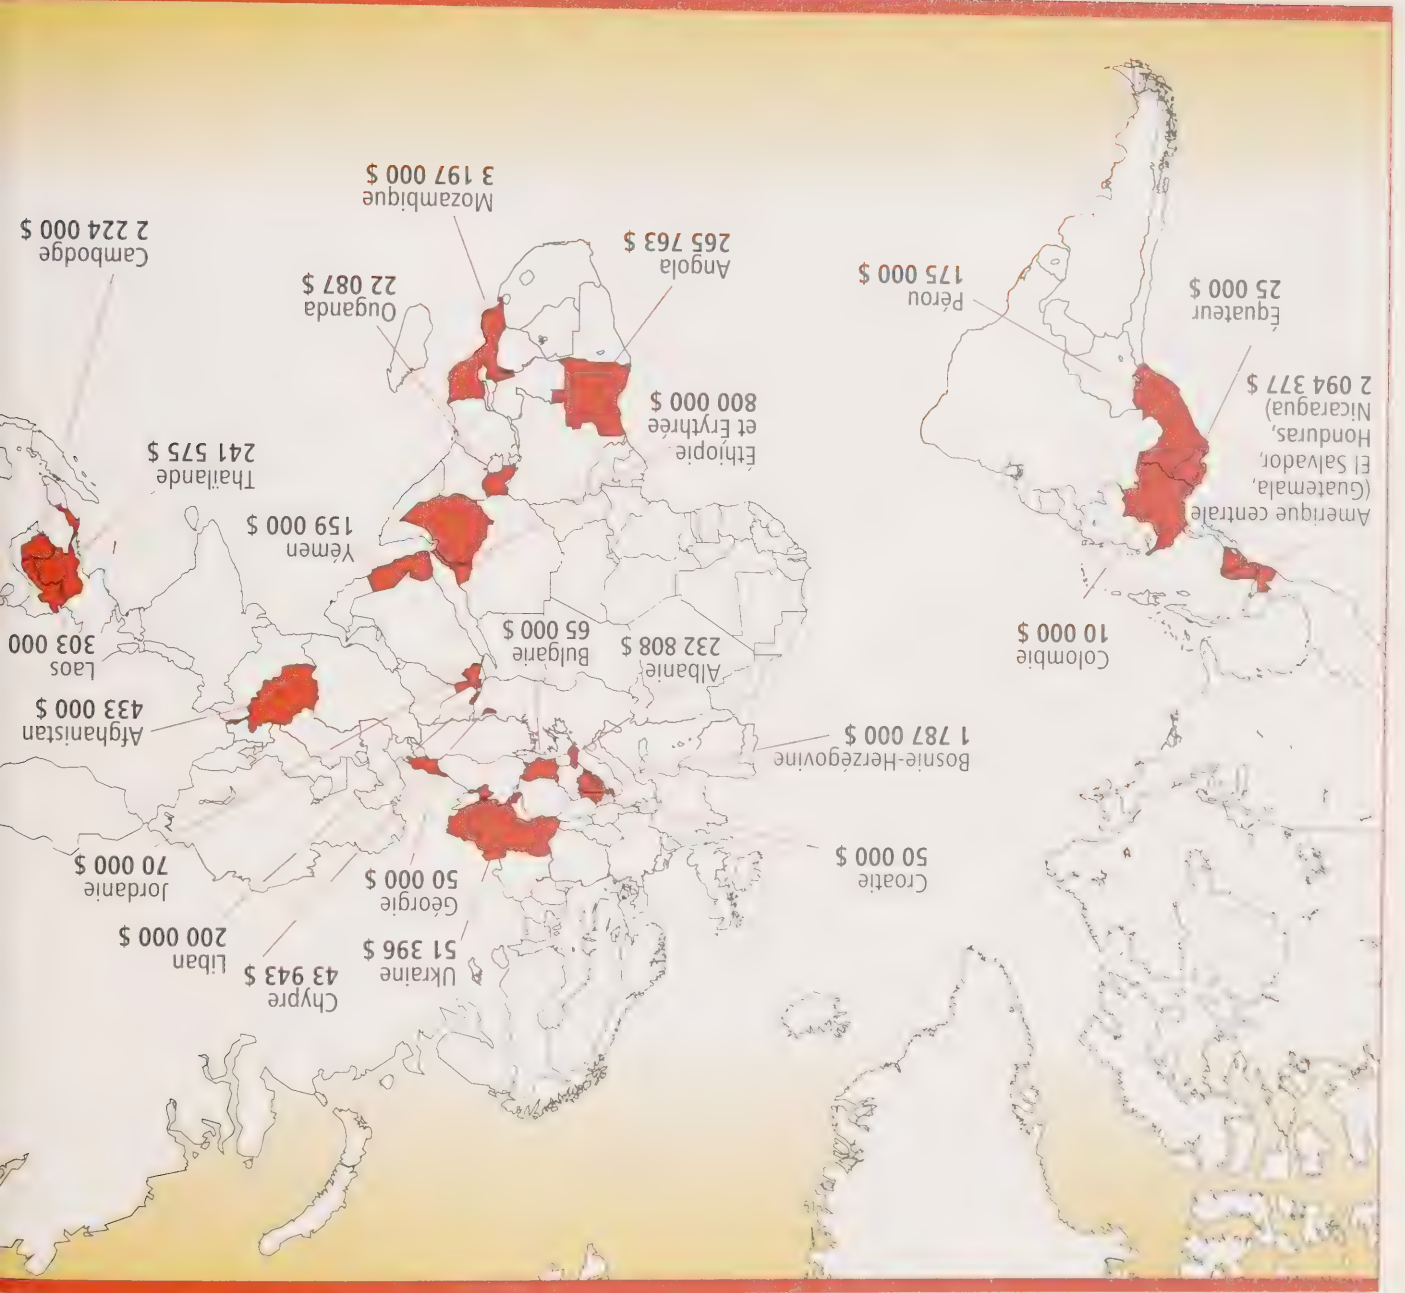 Chypre
43 943 $
Ukraine
51 396 $
Liban
200 000 $
Géorgie
50 000 $
Croatie
50 000 $
Jordanie
70 000 $
Bosnie-Herzégovine
1 787 000 $
Afghanistan
433 000 $
Laos
303 000
Albanie
232 808 $
Bulgarie
65 000 $
Colombie
10 000 $
Yémen
159 000 $
Amerique centrale
(Guatemala,
El Salvador,
Honduras,
Nicaragua)
2 094 377 $
Thaïlande
241 575 $
Éthiopie
et Érythrée
800 000 $
Équateur
25 000 $
Pérou
175 000 $
Ouganda
22 087 $
Angola
265 763 $
Cambodge
2 224 000 $
Mozambique
3 197 000 $